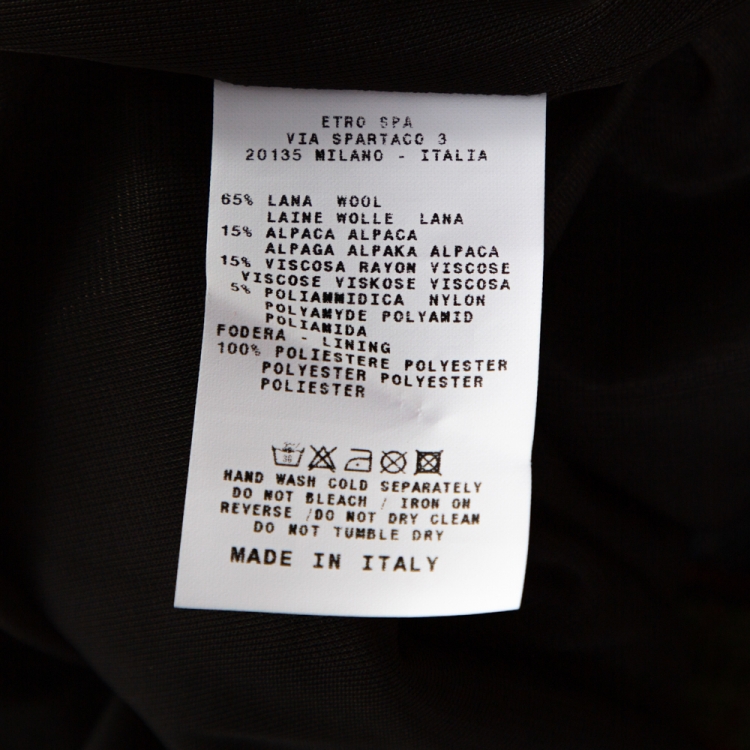 ETRO SPA
VIA SPARTACO 3
20135 MILANO - ITALIA
65% LANA WOOL
LAINE WOLLE LANA
15% ALPACA ALPACA
ALPAGA ALPAKA ALPACA
15% VISCOSA RAYON VISCOSE
VISCOSE VISKOSE VISCOSA
5% POLIAMMIDICA NYLON
POLYAMYDE POLYAMID
POLIAMIDA
FODERA - LINING
100% POLIESTERE POLYESTER
POLYESTER POLYESTER
POLIESTER
30
HAND WASH COLD SEPARATELY
DO NOT BLEACH / IRON ON
REVERSE /DO NOT DRY CLEAN
DO NOT TUMBLE DRY
MADE IN ITALY